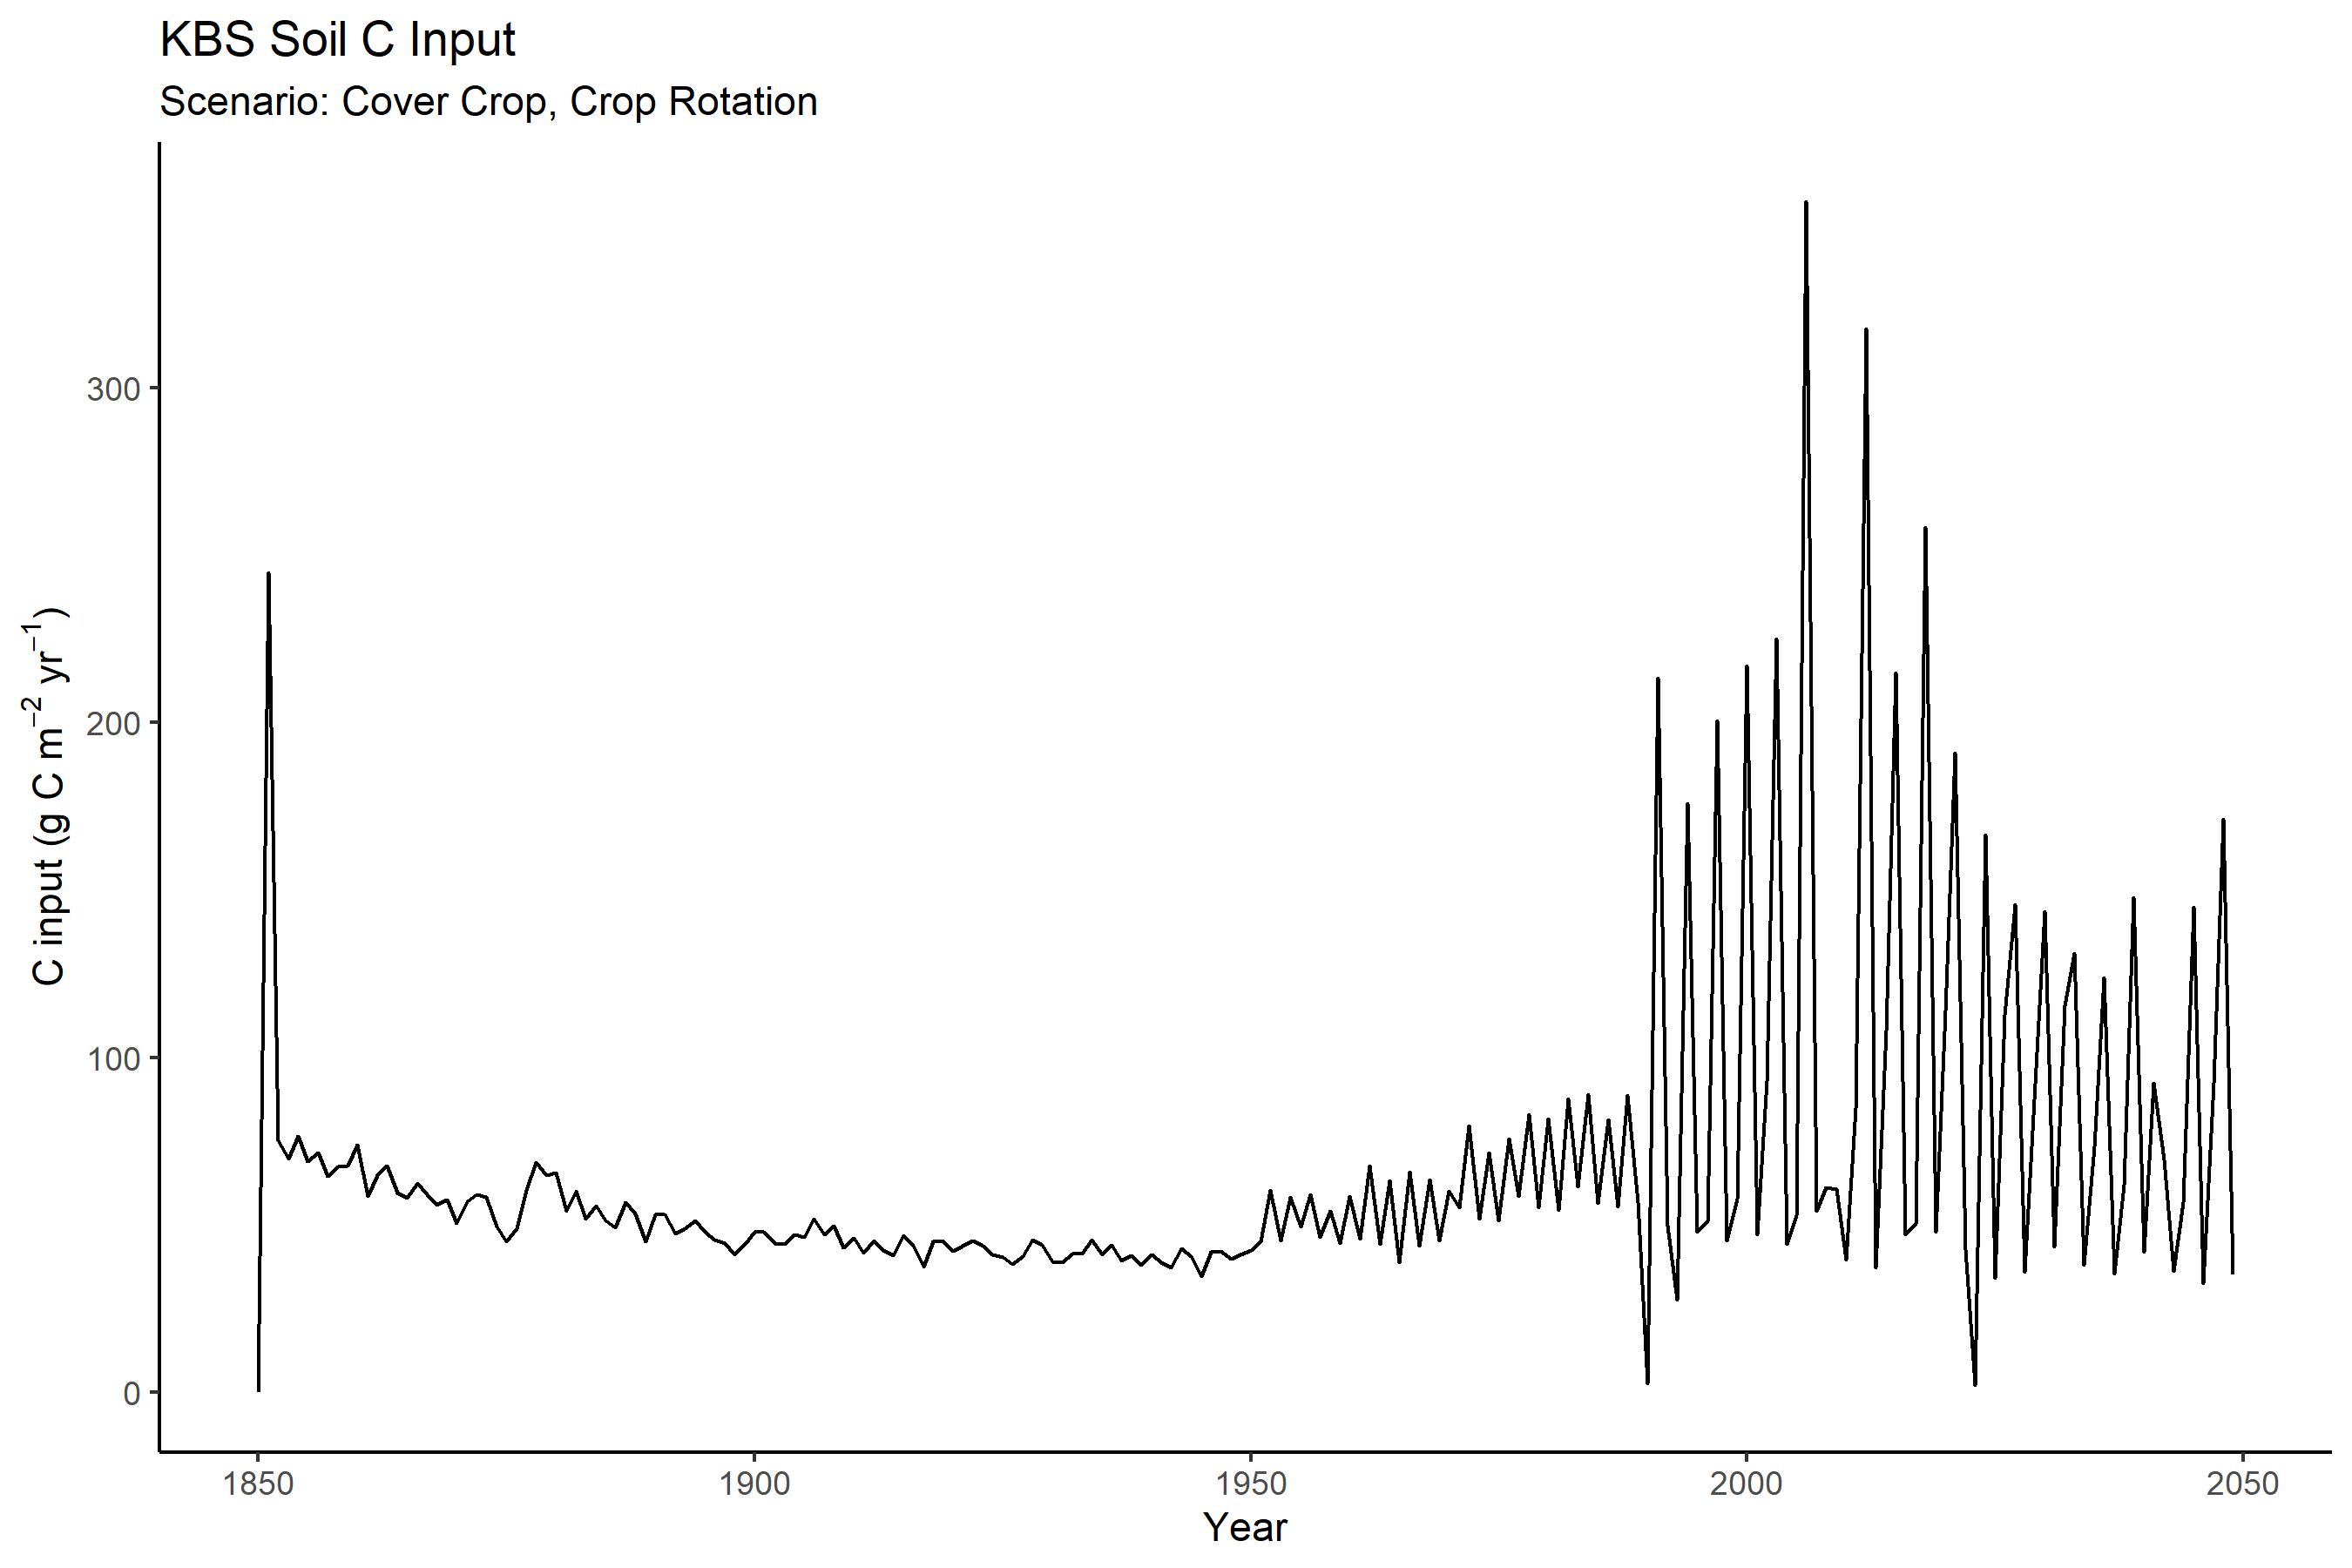 KBS Soil C Input
Scenario: Cover Crop, Crop Rotation
C input (g C m⁻² yr⁻¹)
300
200
100
0
1850 1900 1950 2000 2050
Year